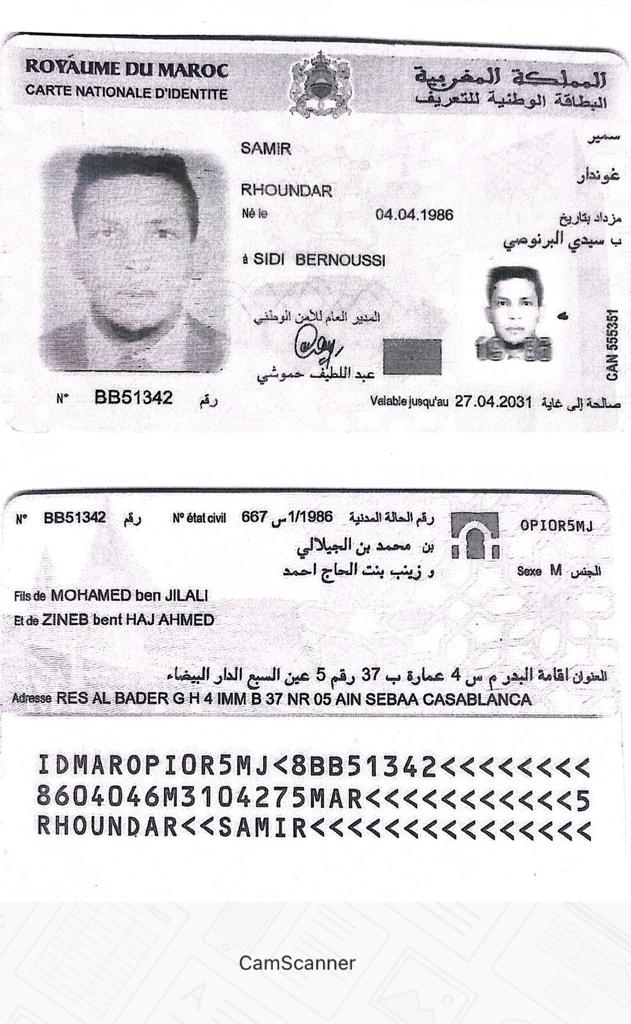 ROYAUME DU MAROC
المملكة المغربية
CARTE NATIONALE D'IDENTITE
البطاقة الوطنية للتعريف
SAMIR
سمير
RHOUNDAR
غوندار
Né le 04.04.1986 مزداد بتاريخ
ب سيدي البرنوصي
à SIDI BERNOUSSI
المدير العام للأمن الوطني
عبد اللطيف حموشي
CAN 555351
N° BB51342 رقم
Valable jusqu'au 27.04.2031 صالحة إلى غاية
N° BB51342 رقم
N° état civil 667 س 1/1986 رقم الحالة المدنية
OPIOR5MJ
بن محمد بن الجيلالي
و زينب بنت الحاج احمد
Sexe M الجنس
Fils de MOHAMED ben JILALI
Et de ZINEB bent HAJ AHMED
العنوان اقامة البدر م س 4 عمارة ب 37 رقم 5 عين السبع الدار البيضاء
Adresse RES AL BADER G H 4 IMM B 37 NR 05 AIN SEBAA CASABLANCA
IDMAROPIOR5MJ<8BB51342<<<<<<<<
8604046M3104275MAR<<<<<<<<<<<5
RHOUNDAR<<SAMIR<<<<<<<<<<<<<<<
CamScanner